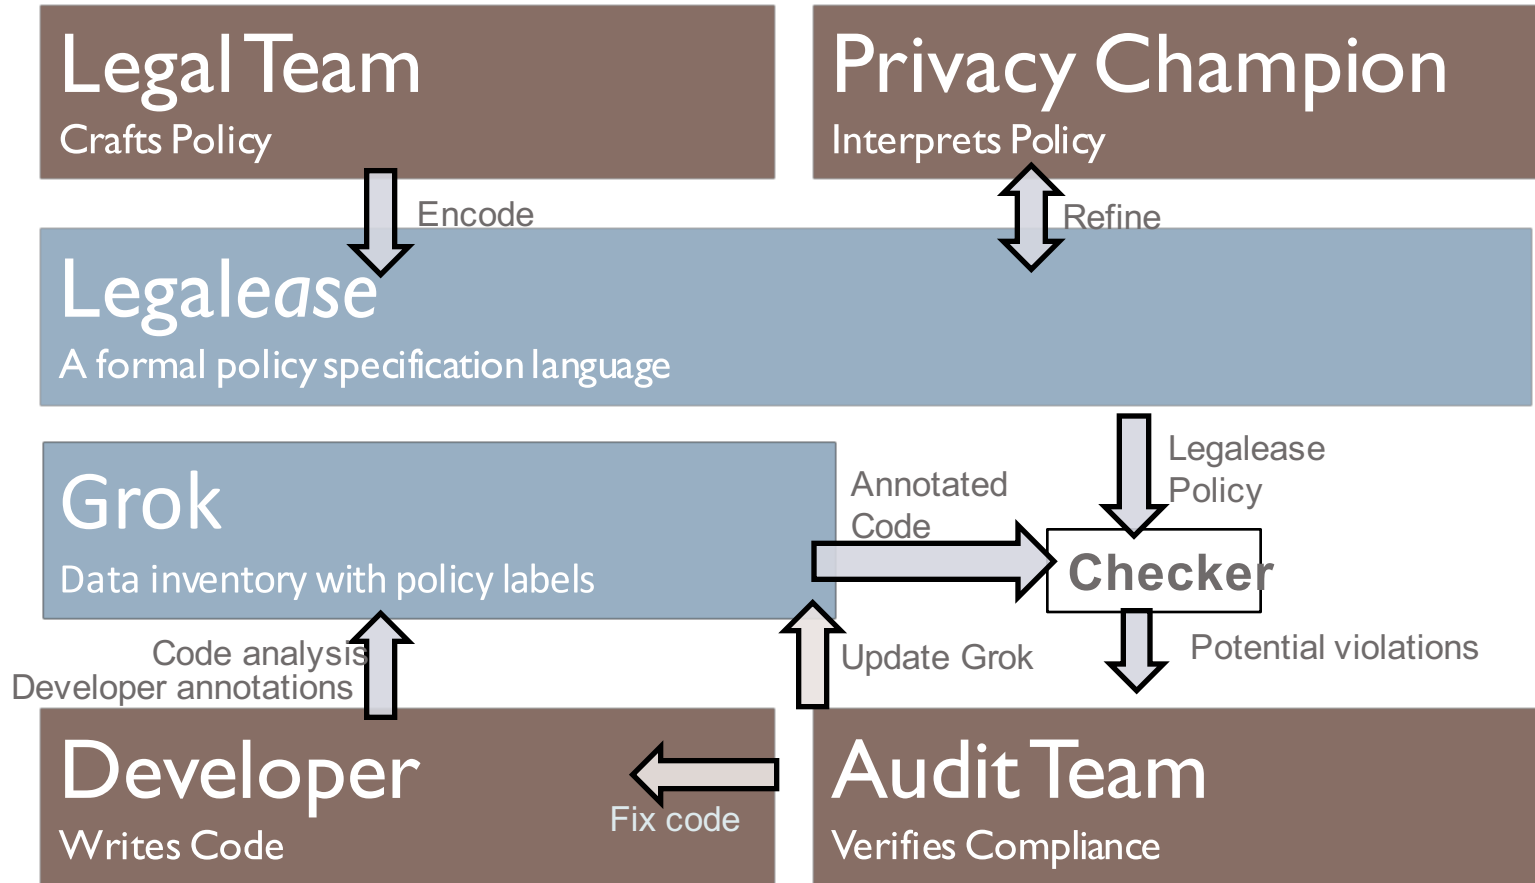 Legal Team
Crafts Policy
Privacy Champion
Interprets Policy
Encode
Refine
Legalease
A formal policy specification language
Legalease
Policy
Grok
Data inventory with policy labels
Annotated
Code
Checker
Code analysis
Developer annotations
Update Grok
Potential violations
Developer
Writes Code
Fix code
Audit Team
Verifies Compliance